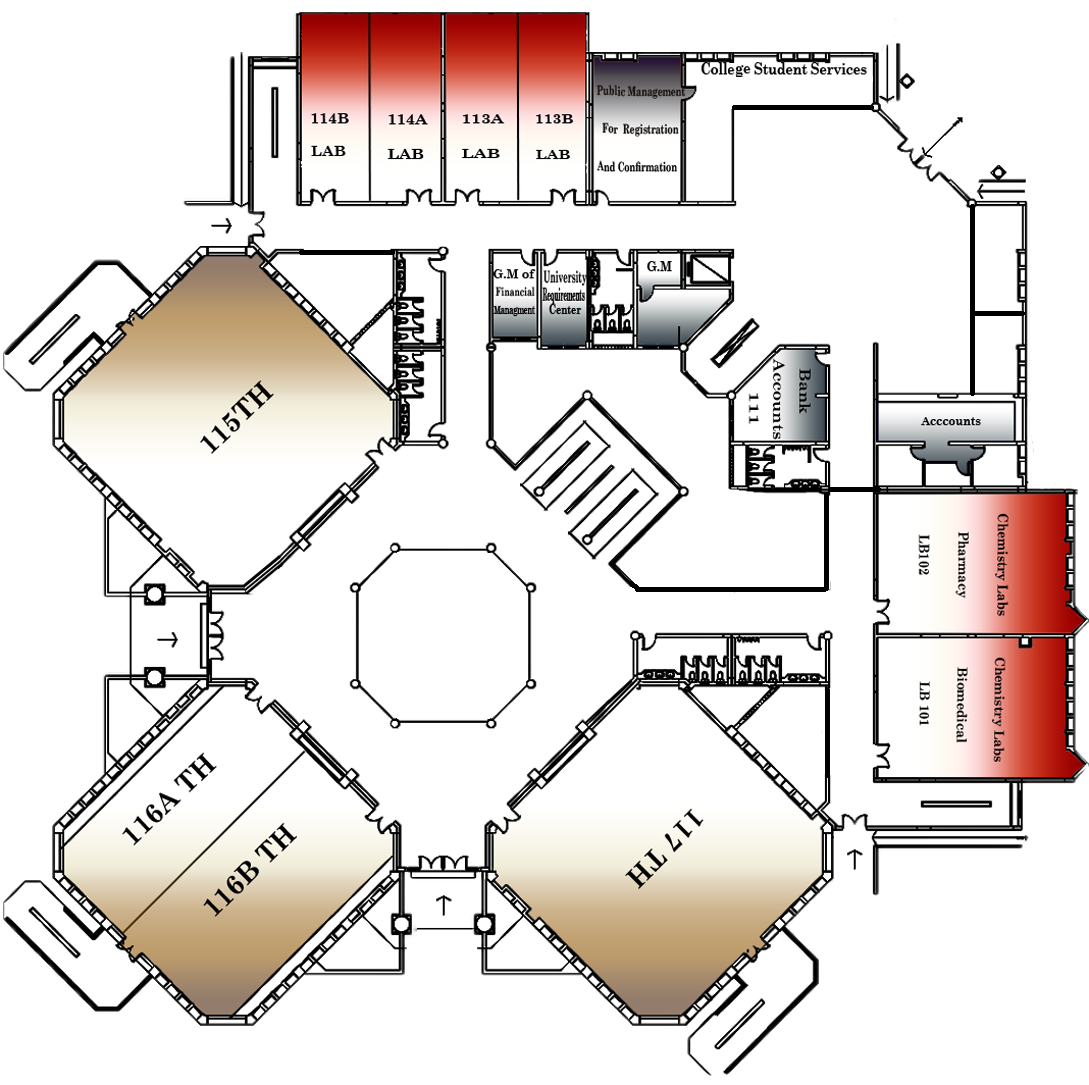 College Student Services
Public Management
For Registration
And Confirmation
114B
LAB
114A
LAB
113A
LAB
113B
LAB
G.M of
Financial
Managment
University
Requirements
Center
G.M
Bank
Accounts
111
Acccounts
115TH
Chemistry Labs
Pharmacy
LB102
Chemistry Labs
Biomedical
LB 101
116A TH
116B TH
117 TH